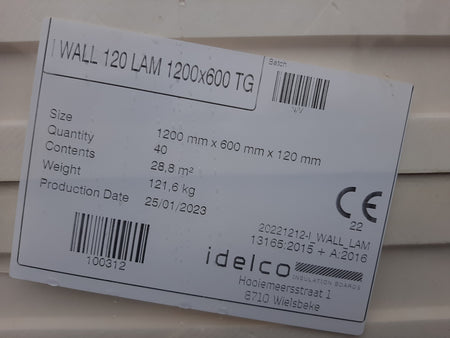 I WALL 120 LAM 1200x600 TG
Batch
Size 1200 mm x 600 mm x 120 mm
Quantity 40
Contents 28,8 m²
Weight 121,6 kg
Production Date 25/01/2023
CE
22
20221212-I_WALL_LAM
13165:2015 + A:2016
100312
idelco
INSULATION BOARDS
Hooiemeersstraat 1
8710 Wielsbeke